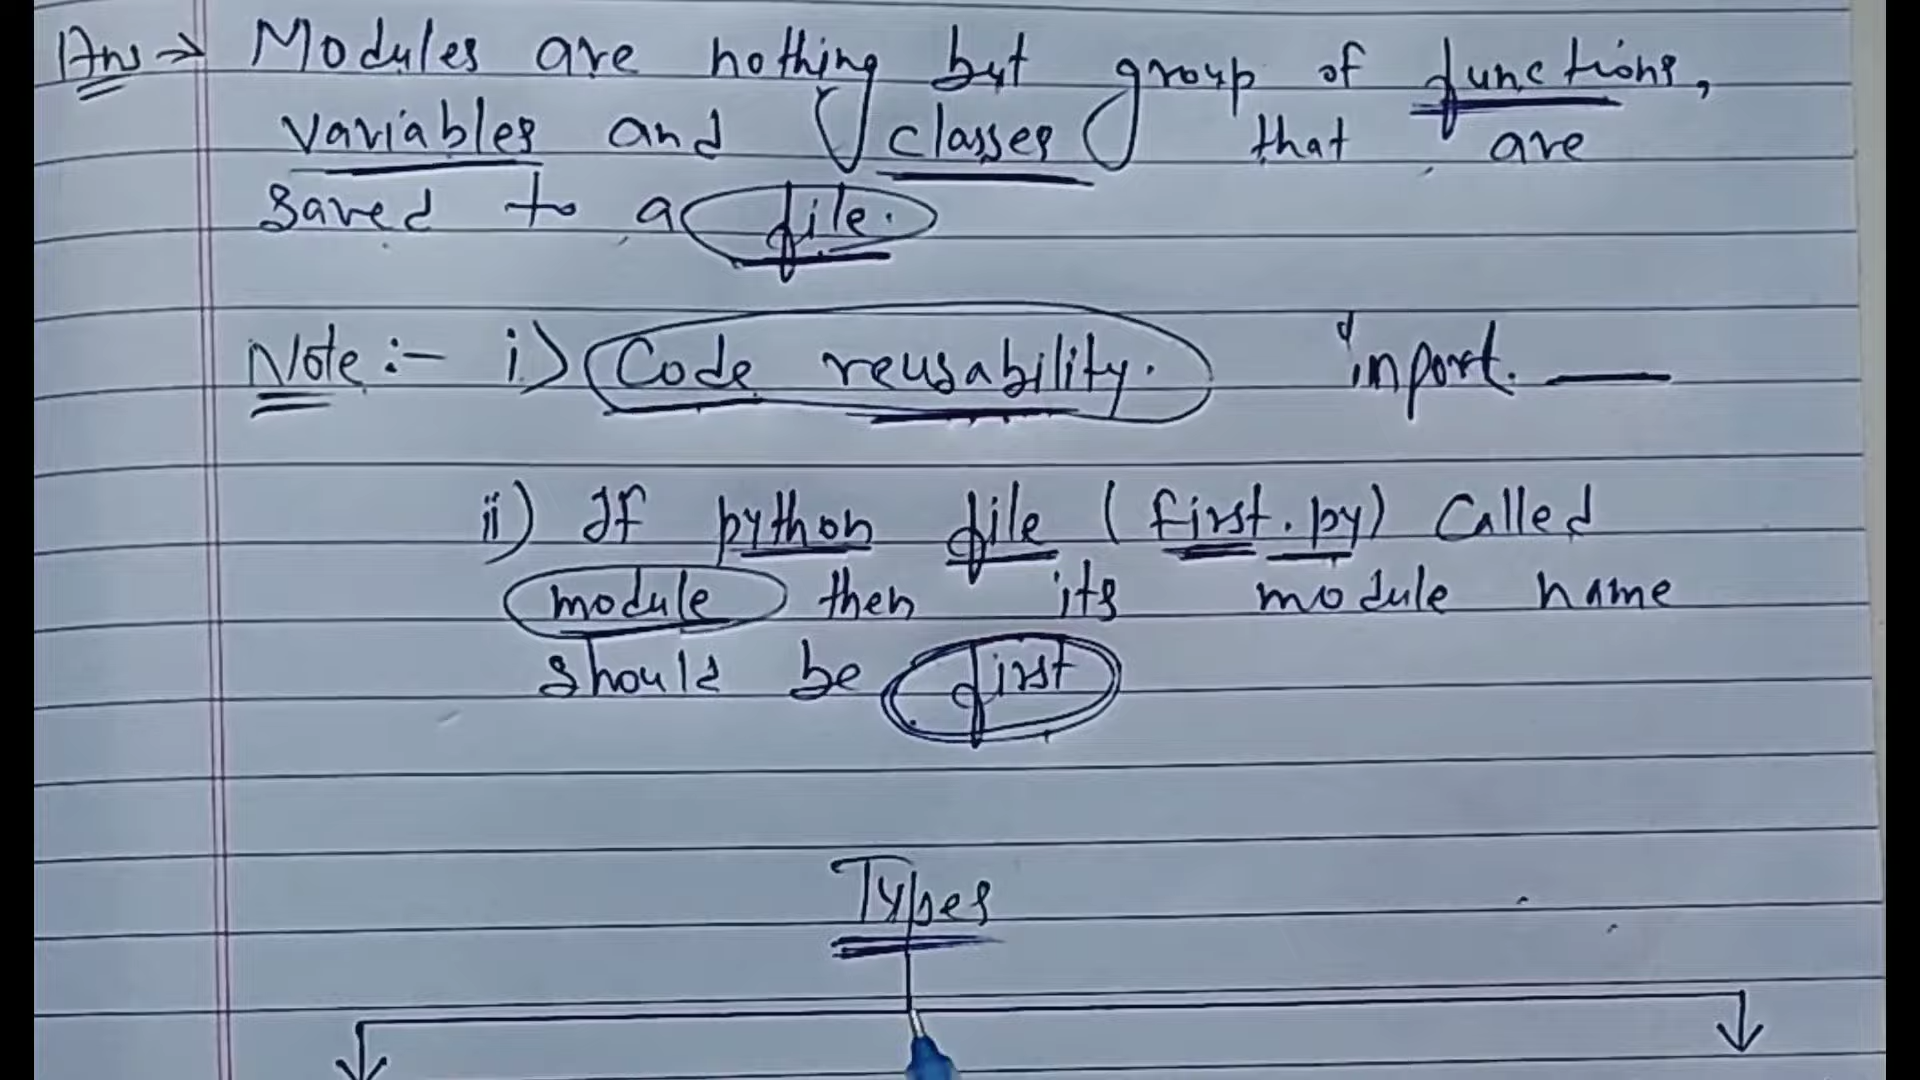 Ans → Modules are nothing but group of functions,
variables and classes that are
saved to a file.
Note :- i) Code reusability. import. —
ii) If python file (first.py) Called
module then its module name
should be first
Types